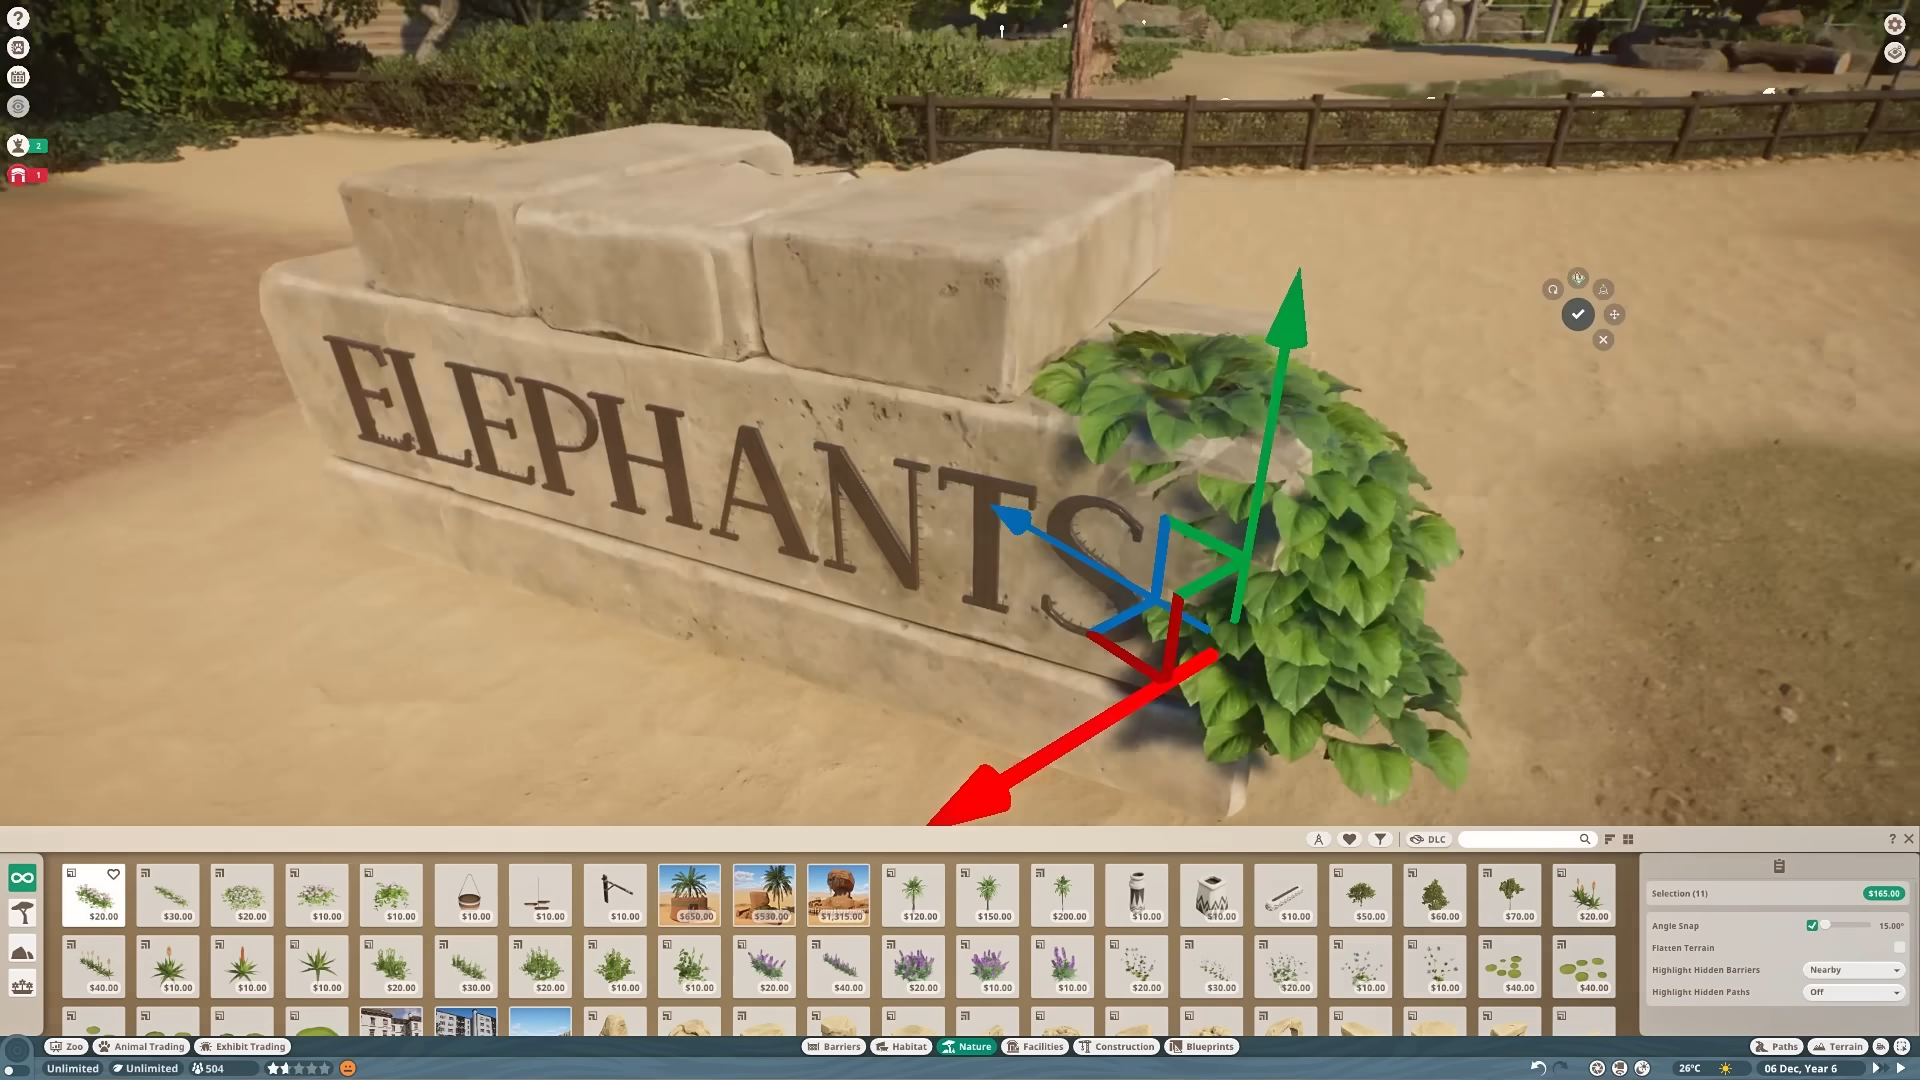 2
1
ELEPHANTS
DLC
?
Selection (11) $165.00
Angle Snap 15.00°
Flatten Terrain
Highlight Hidden Barriers Nearby
Highlight Hidden Paths Off
$20.00 $30.00 $20.00 $10.00 $10.00 $10.00 $10.00 $10.00 $650.00 $530.00 $1,315.00 $120.00 $150.00 $200.00 $10.00 $10.00 $10.00 $50.00 $60.00 $70.00 $20.00
$40.00 $10.00 $10.00 $10.00 $20.00 $30.00 $20.00 $10.00 $10.00 $20.00 $40.00 $20.00 $10.00 $10.00 $20.00 $30.00 $20.00 $10.00 $10.00 $40.00 $40.00
Zoo Animal Trading Exhibit Trading Barriers Habitat Nature Facilities Construction Blueprints Paths Terrain
Unlimited Unlimited 504 26°C 06 Dec, Year 6